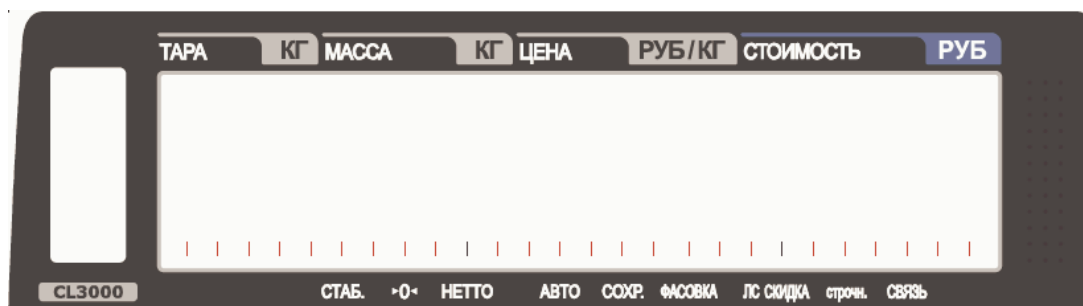 ТАРА КГ МАССА КГ ЦЕНА РУБ/КГ СТОИМОСТЬ РУБ
CL3000 СТАБ. ►0◄ НЕТТО АВТО СОХР. ФАСОВКА ЛС СКИДКА строчн. СВЯЗЬ